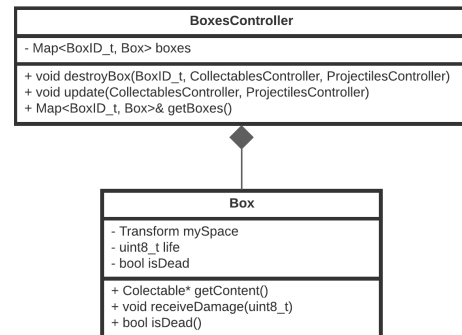 BoxesController
- Map<BoxID_t, Box> boxes
+ void destroyBox(BoxID_t, CollectablesController, ProjectilesController)
+ void update(CollectablesController, ProjectilesController)
+ Map<BoxID_t, Box>& getBoxes()
Box
- Transform mySpace
- uint8_t life
- bool isDead
+ Colectable* getContent()
+ void receiveDamage(uint8_t)
+ bool isDead()